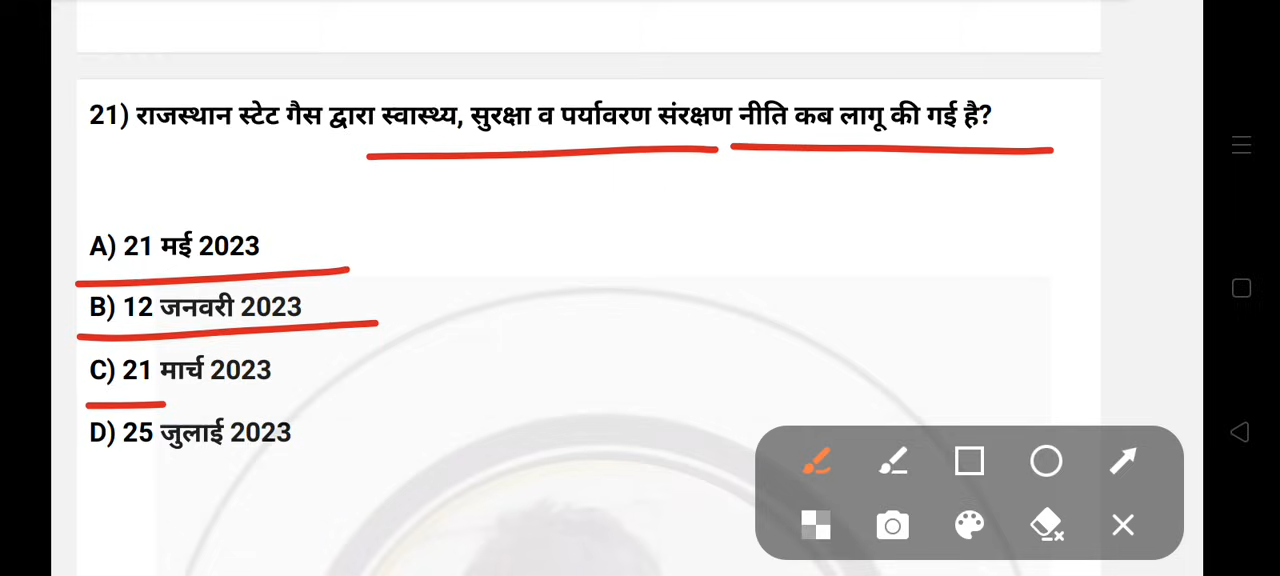 21) राजस्थान स्टेट गैस द्वारा स्वास्थ्य, सुरक्षा व पर्यावरण संरक्षण नीति कब लागू की गई है?
A) 21 मई 2023
B) 12 जनवरी 2023
C) 21 मार्च 2023
D) 25 जुलाई 2023